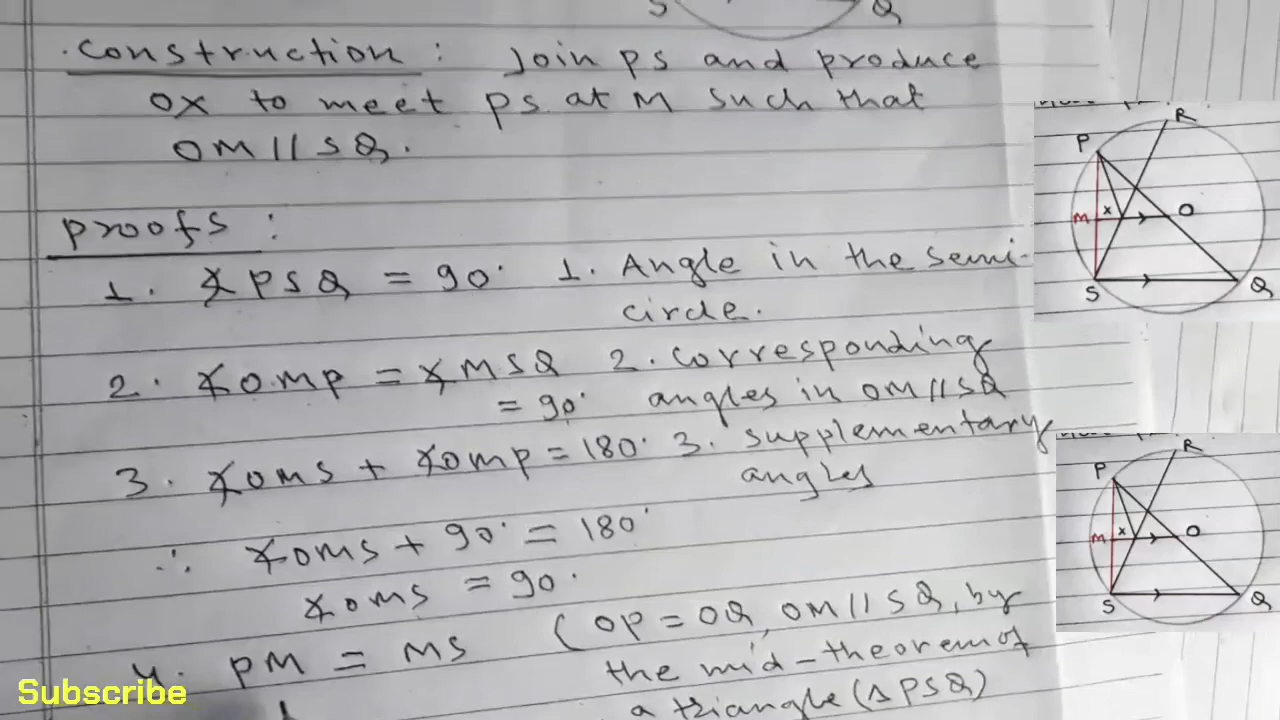 S Q
Construction : Join PS and produce
OX to meet PS at M such that
OM // SQ.
Proofs :
1. ∡PSQ = 90° 1. Angle in the semi-
circle.
2. ∡OMP = ∡MSQ 2. Corresponding
= 90° angles in OM//SQ
3. ∡OMS + ∡OMP = 180° 3. Supplementary
angles
∴ ∡OMS + 90° = 180°
∡OMS = 90°
4. PM = MS (OP = OQ, OM//SQ, by
the mid-theorem of
a triangle (△PSQ)
Subscribe
R
P
M X O
S Q
R
P
M X O
S Q